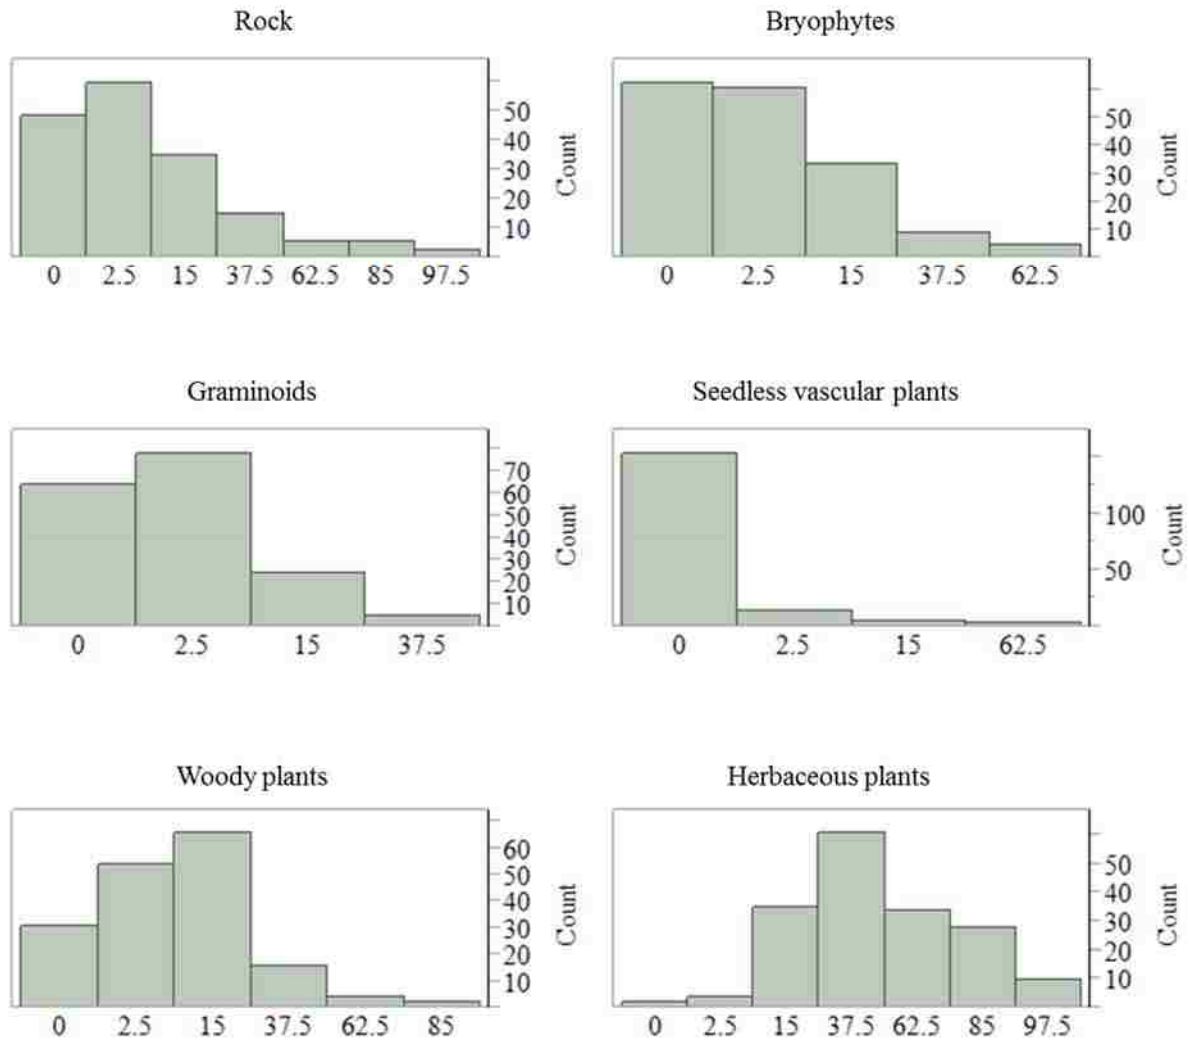 Rock
50
40
30
20
10
Count
0 2.5 15 37.5 62.5 85 97.5
Bryophytes
50
40
30
20
10
Count
0 2.5 15 37.5 62.5
Graminoids
70
60
50
40
30
20
10
Count
0 2.5 15 37.5
Seedless vascular plants
100
50
Count
0 2.5 15 62.5
Woody plants
60
50
40
30
20
10
Count
0 2.5 15 37.5 62.5 85
Herbaceous plants
50
40
30
20
10
Count
0 2.5 15 37.5 62.5 85 97.5